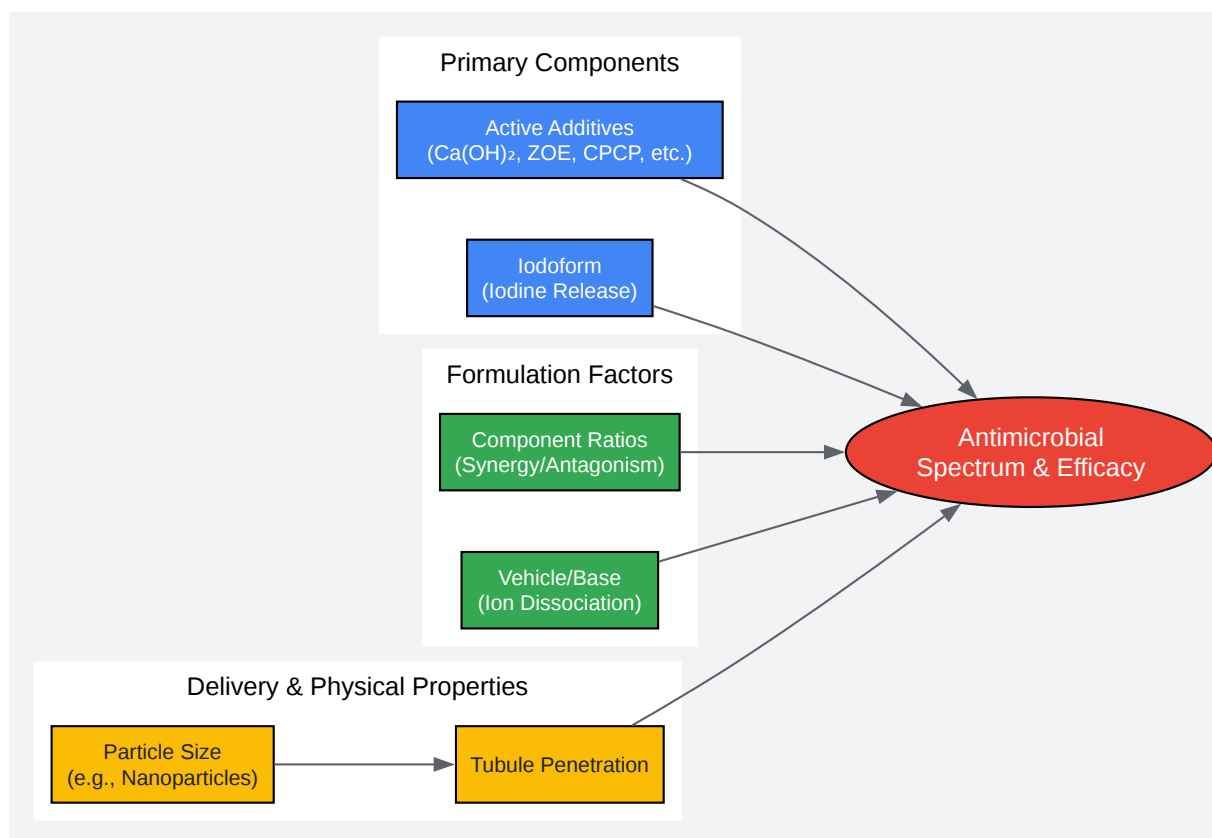 Primary Components
Active Additives
(Ca(OH)₂, ZOE, CPCP, etc.)
Iodoform
(Iodine Release)
Formulation Factors
Component Ratios
(Synergy/Antagonism)
Vehicle/Base
(Ion Dissociation)
Delivery & Physical Properties
Particle Size
(e.g., Nanoparticles)
Tubule Penetration
Antimicrobial
Spectrum & Efficacy